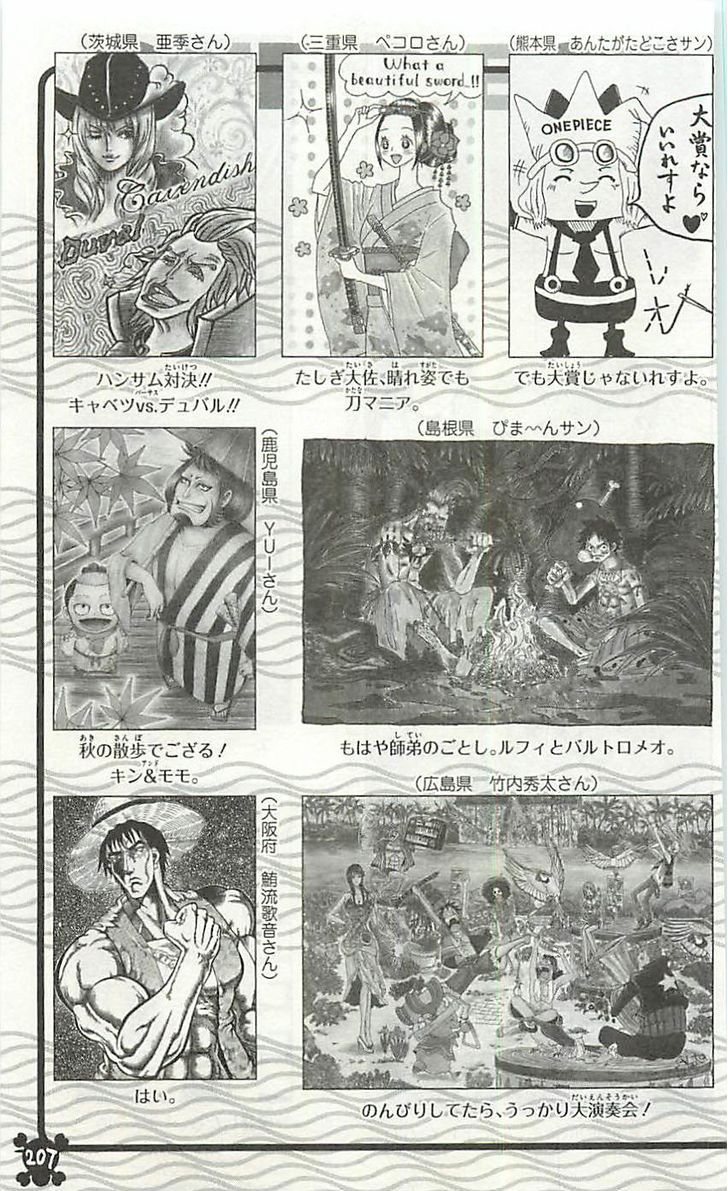 (茨城県 亜季さん)
Cavendish
Duval
ハンサム対決!!
キャベツvs.デュバル!!
(三重県 ペコロさん)
What a
beautiful sword..!!
たしぎ大佐、晴れ姿でも
刀マニア。
(熊本県 あんたがたどこさサン)
ONE PIECE
大賞なら
いいれすよ
でも大賞じゃないれすよ。
(鹿児島県 YUーさん)
秋の散歩でござる!
キン&モモ。
(島根県 ぴま〜んサン)
もはや師弟のごとし。ルフィとバルトロメオ。
(大阪府 鮪流歌音さん)
はい。
(広島県 竹内秀太さん)
のんびりしてたら、うっかり大演奏会!
207